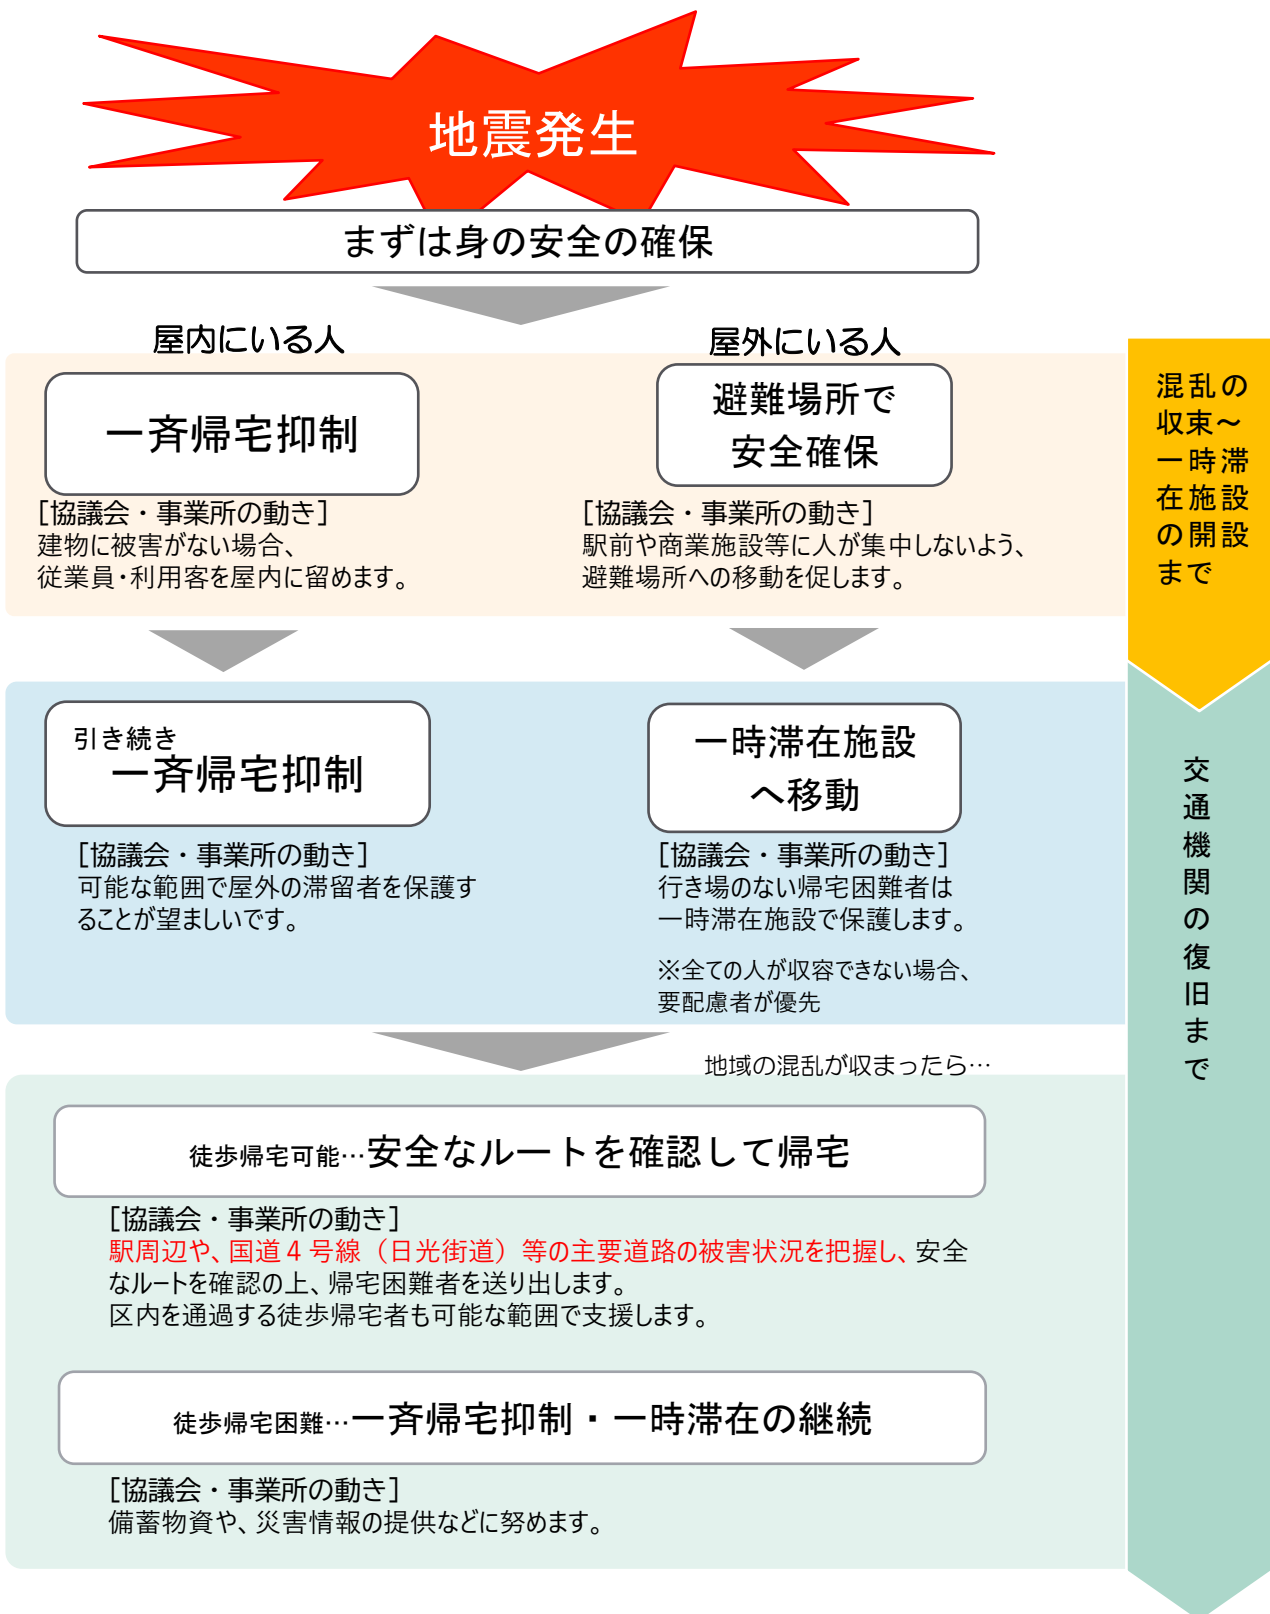 地震発生
まずは身の安全の確保
屋内にいる人
一斉帰宅抑制
[協議会・事業所の動き]
建物に被害がない場合、
従業員・利用客を屋内に留めます。
屋外にいる人
避難場所で
安全確保
[協議会・事業所の動き]
駅前や商業施設等に人が集中しないよう、
避難場所への移動を促します。
混乱の
収束～
一時滞
在施設
の開設
まで
引き続き
一斉帰宅抑制
[協議会・事業所の動き]
可能な範囲で屋外の滞留者を保護す
ることが望ましいです。
一時滞在施設
へ移動
[協議会・事業所の動き]
行き場のない帰宅困難者は
一時滞在施設で保護します。
※全ての人が収容できない場合、
要配慮者が優先
交通機関の復旧まで
地域の混乱が収まったら…
徒歩帰宅可能…安全なルートを確認して帰宅
[協議会・事業所の動き]
駅周辺や、国道４号線（日光街道）等の主要道路の被害状況を把握し、安全
なルートを確認の上、帰宅困難者を送り出します。
区内を通過する徒歩帰宅者も可能な範囲で支援します。
徒歩帰宅困難…一斉帰宅抑制・一時滞在の継続
[協議会・事業所の動き]
備蓄物資や、災害情報の提供などに努めます。